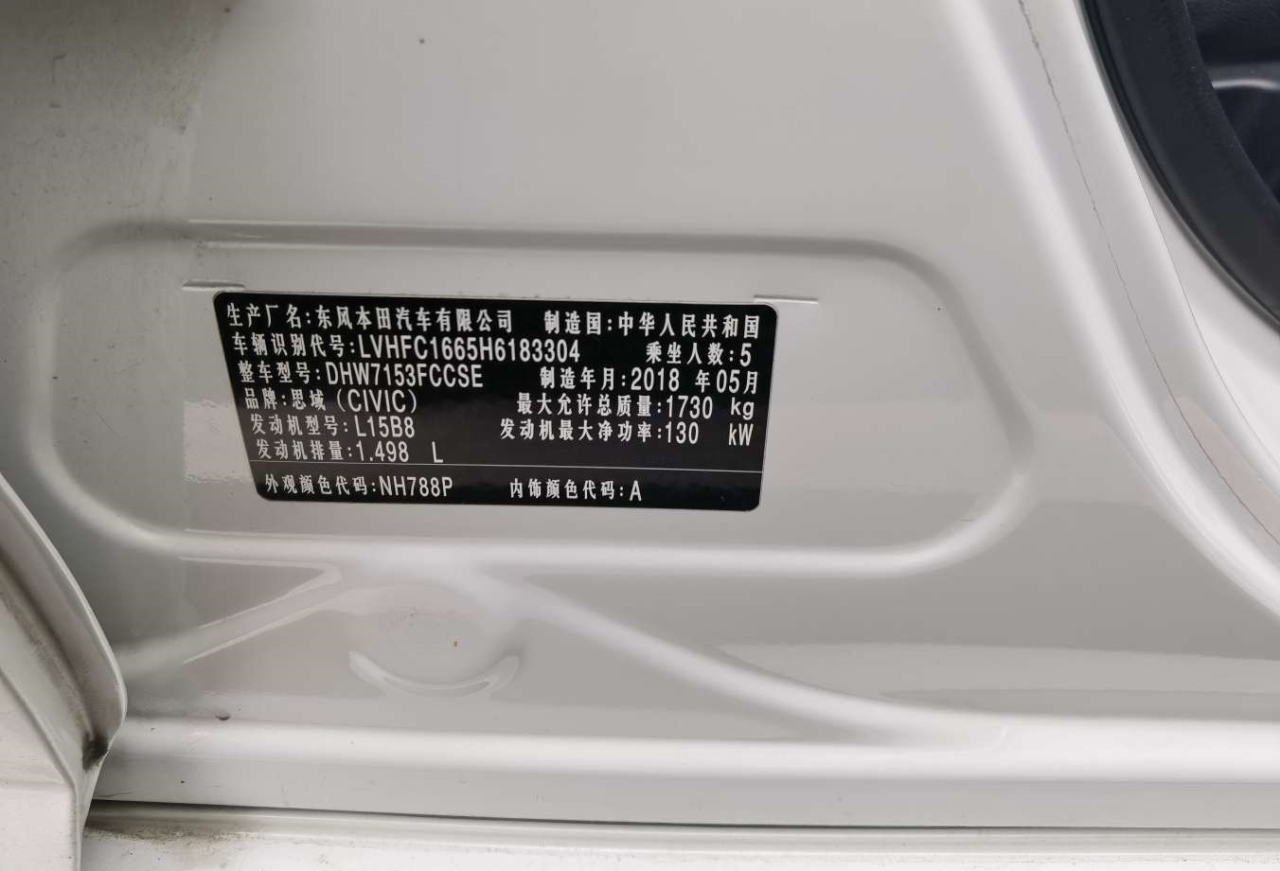 生产厂名:东风本田汽车有限公司 制造国:中华人民共和国
车辆识别代号:LVHFC1665H6183304 乘坐人数:5
整车型号:DHW7153FCCSE 制造年月:2018 年05月
品牌:思域(CIVIC) 最大允许总质量:1730 kg
发动机型号:L15B8 发动机最大净功率:130 kW
发动机排量:1.498 L
外观颜色代码:NH788P 内饰颜色代码:A